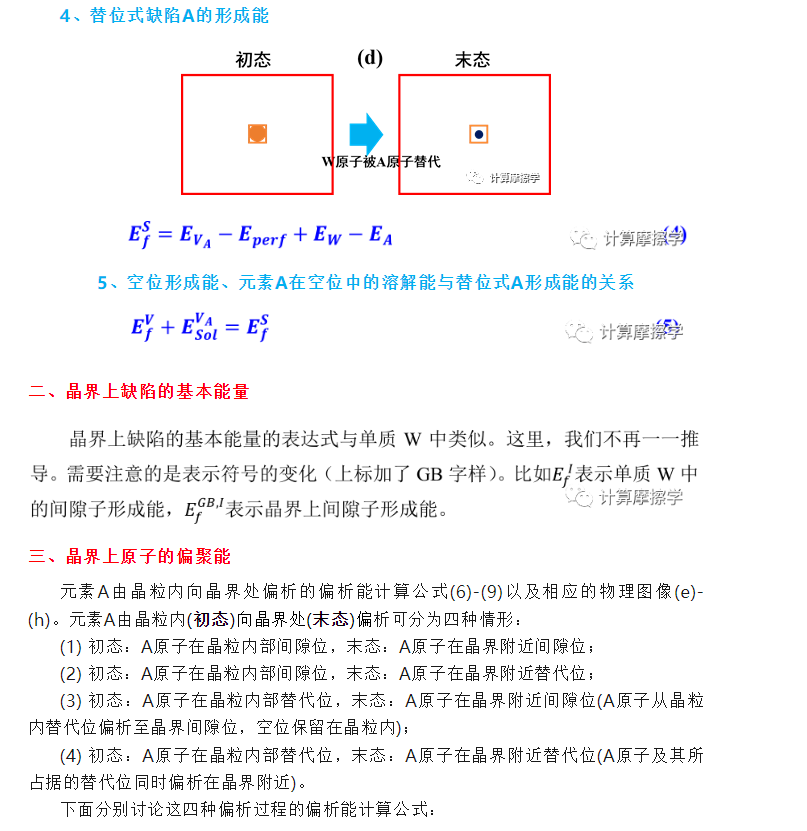 4、替位式缺陷A的形成能
初态 (d) 末态
W原子被A原子替代
计算摩擦学
E_f^S = E_{V_A} − E_{perf} + E_W − E_A (4)
计算摩擦学
5、空位形成能、元素A在空位中的溶解能与替位式A形成能的关系
E_f^V + E_{Sol}^{V_A} = E_f^S (5)
计算摩擦学
二、晶界上缺陷的基本能量
晶界上缺陷的基本能量的表达式与单质 W 中类似。这里，我们不再一一推
导。需要注意的是表示符号的变化（上标加了 GB 字样）。比如E_f^I表示单质 W 中
的间隙子形成能，E_f^{GB,I}表示晶界上间隙子形成能。
计算摩擦学
三、晶界上原子的偏聚能
元素A由晶粒内向晶界处偏析的偏析能计算公式(6)-(9)以及相应的物理图像(e)-
(h)。元素A由晶粒内(初态)向晶界处(末态)偏析可分为四种情形：
(1) 初态：A原子在晶粒内部间隙位，末态：A原子在晶界附近间隙位；
(2) 初态：A原子在晶粒内部间隙位，末态：A原子在晶界附近替代位；
(3) 初态：A原子在晶粒内部替代位，末态：A原子在晶界附近间隙位(A原子从晶粒
内替代位偏析至晶界间隙位，空位保留在晶粒内)；
(4) 初态：A原子在晶粒内部替代位，末态：A原子在晶界附近替代位(A原子及其所
占据的替代位同时偏析在晶界附近)。
下面分别讨论这四种偏析过程的偏析能计算公式：